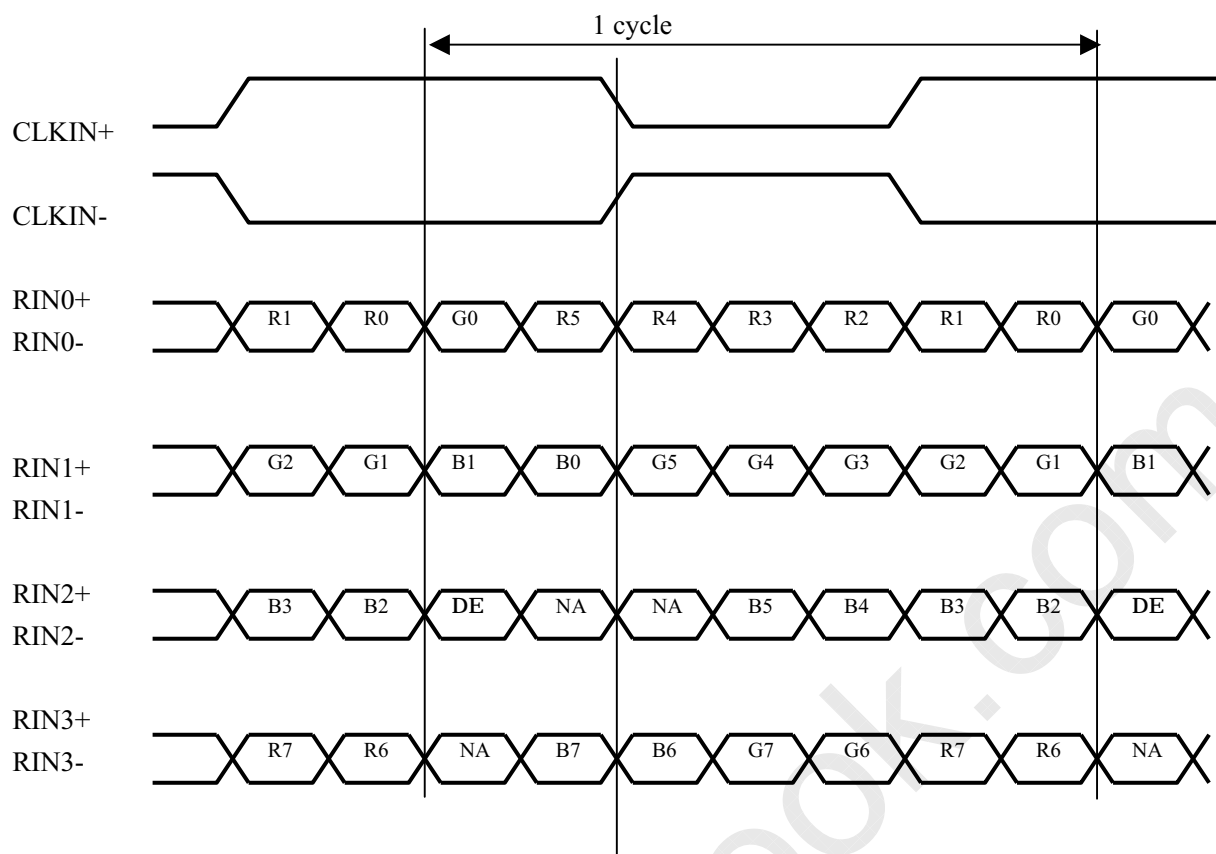 1 cycle
CLKIN+
CLKIN-
RIN0+
R1 R0 G0 R5 R4 R3 R2 R1 R0 G0
RIN0-
RIN1+
G2 G1 B1 B0 G5 G4 G3 G2 G1 B1
RIN1-
RIN2+
B3 B2 DE NA NA B5 B4 B3 B2 DE
RIN2-
RIN3+
R7 R6 NA B7 B6 G7 G6 R7 R6 NA
RIN3-
ook.com